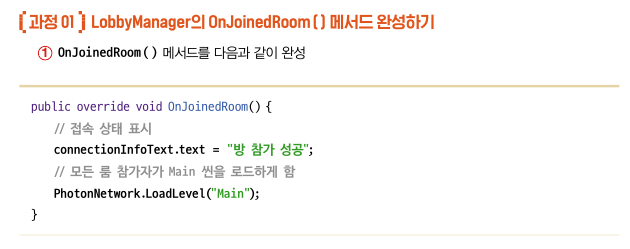 과정 01 LobbyManager의 OnJoinedRoom() 메서드 완성하기
① OnJoinedRoom() 메서드를 다음과 같이 완성
public override void OnJoinedRoom() {
// 접속 상태 표시
connectionInfoText.text = "방 참가 성공";
// 모든 룸 참가자가 Main 씬을 로드하게 함
PhotonNetwork.LoadLevel("Main");
}